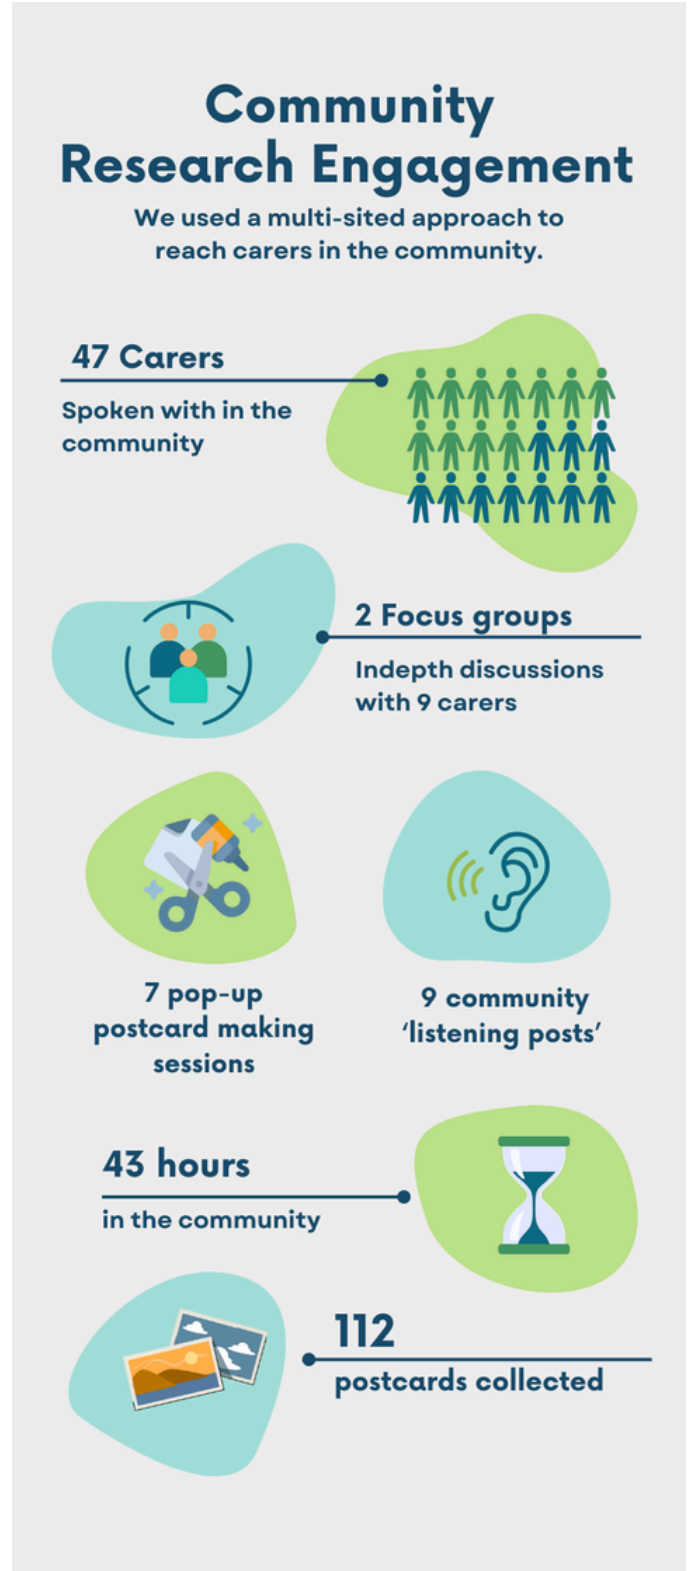 Community
Research Engagement
We used a multi-sited approach to
reach carers in the community.
47 Carers
Spoken with in the
community
2 Focus groups
Indepth discussions
with 9 carers
7 pop-up
postcard making
sessions
9 community
‘listening posts’
43 hours
in the community
112
postcards collected